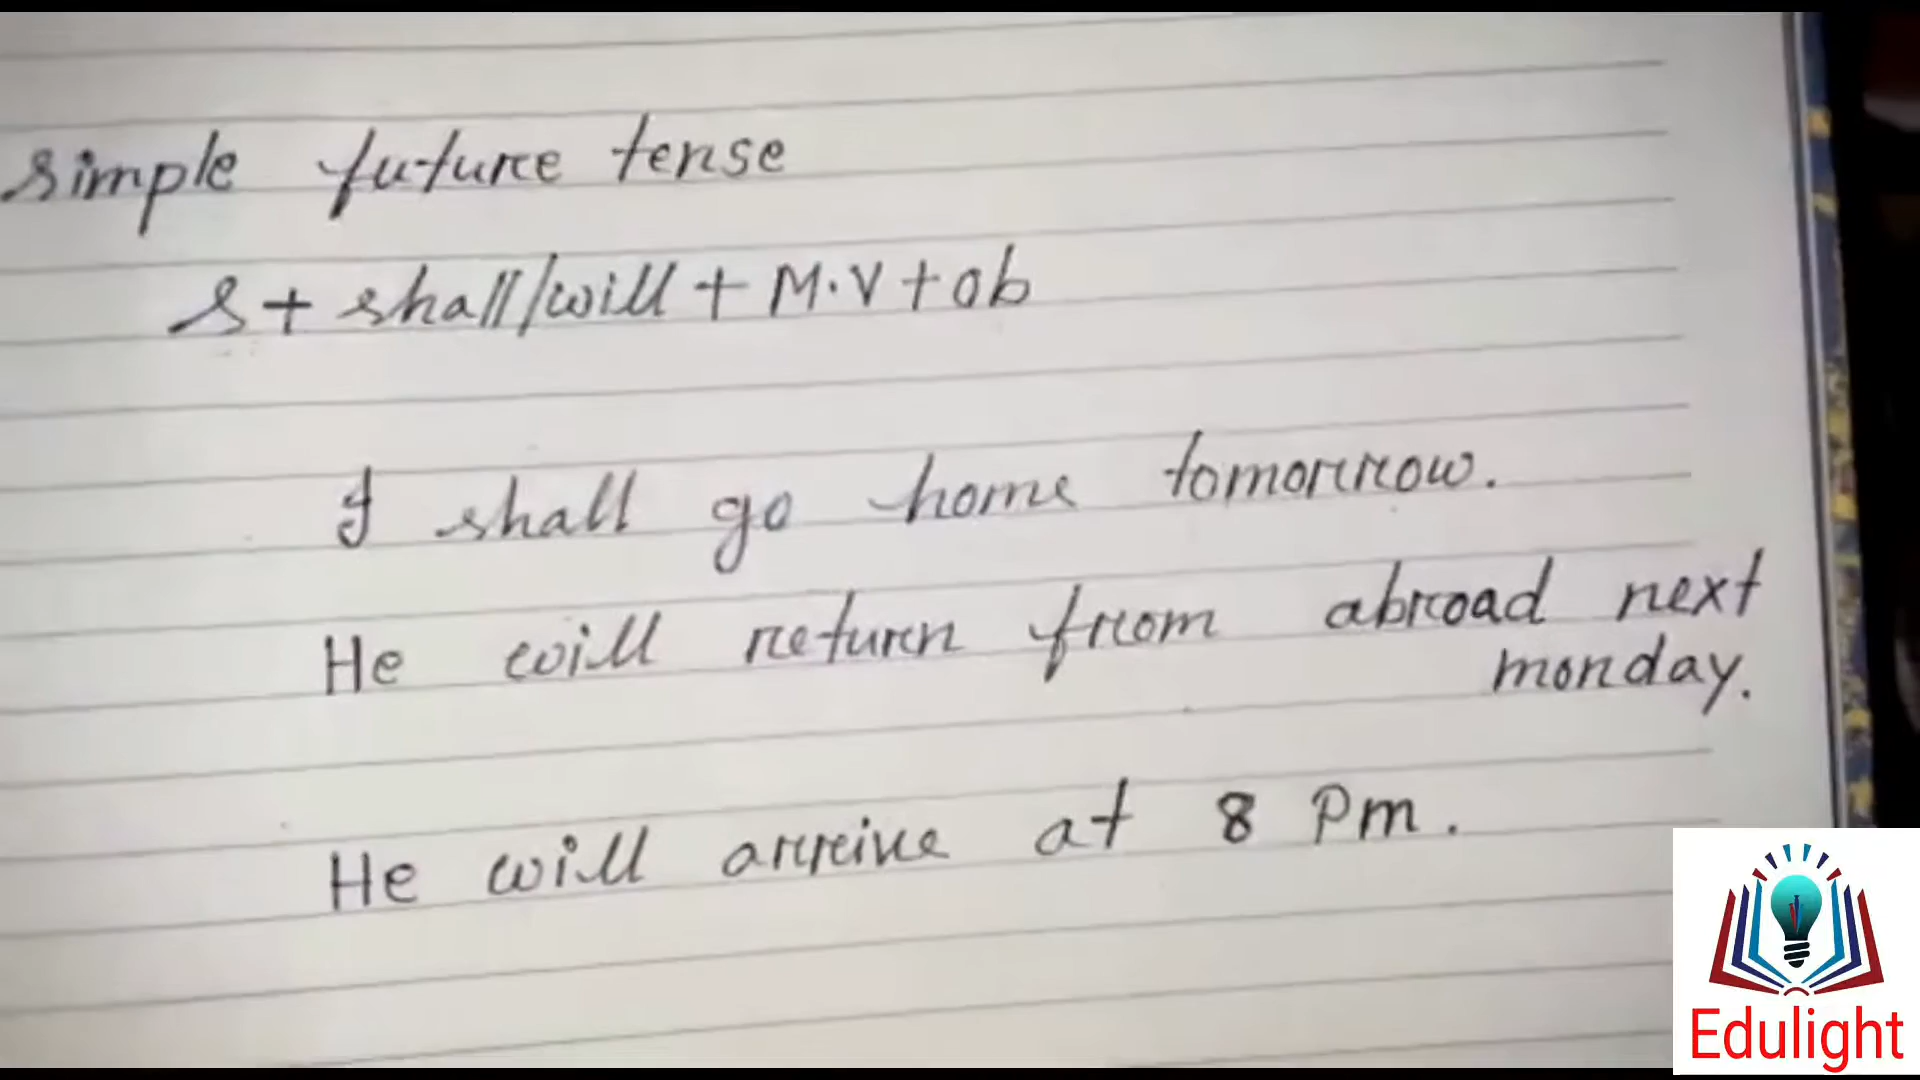 simple future tense
S + shall/will + M.V + ob
I shall go home tomorrow.
He will return from abroad next
monday.
He will arrive at 8 Pm.
Edulight